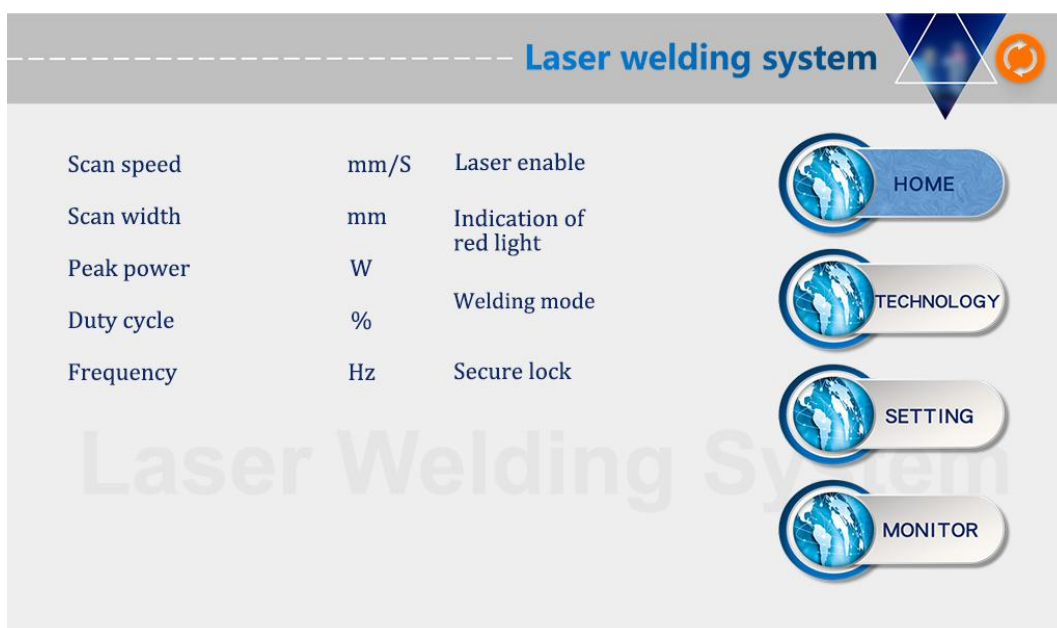 Laser welding system
Scan speed mm/S Laser enable
HOME
Scan width mm Indication of
red light
Peak power W
Welding mode
TECHNOLOGY
Duty cycle %
Frequency Hz Secure lock
SETTING
Laser Welding System
MONITOR